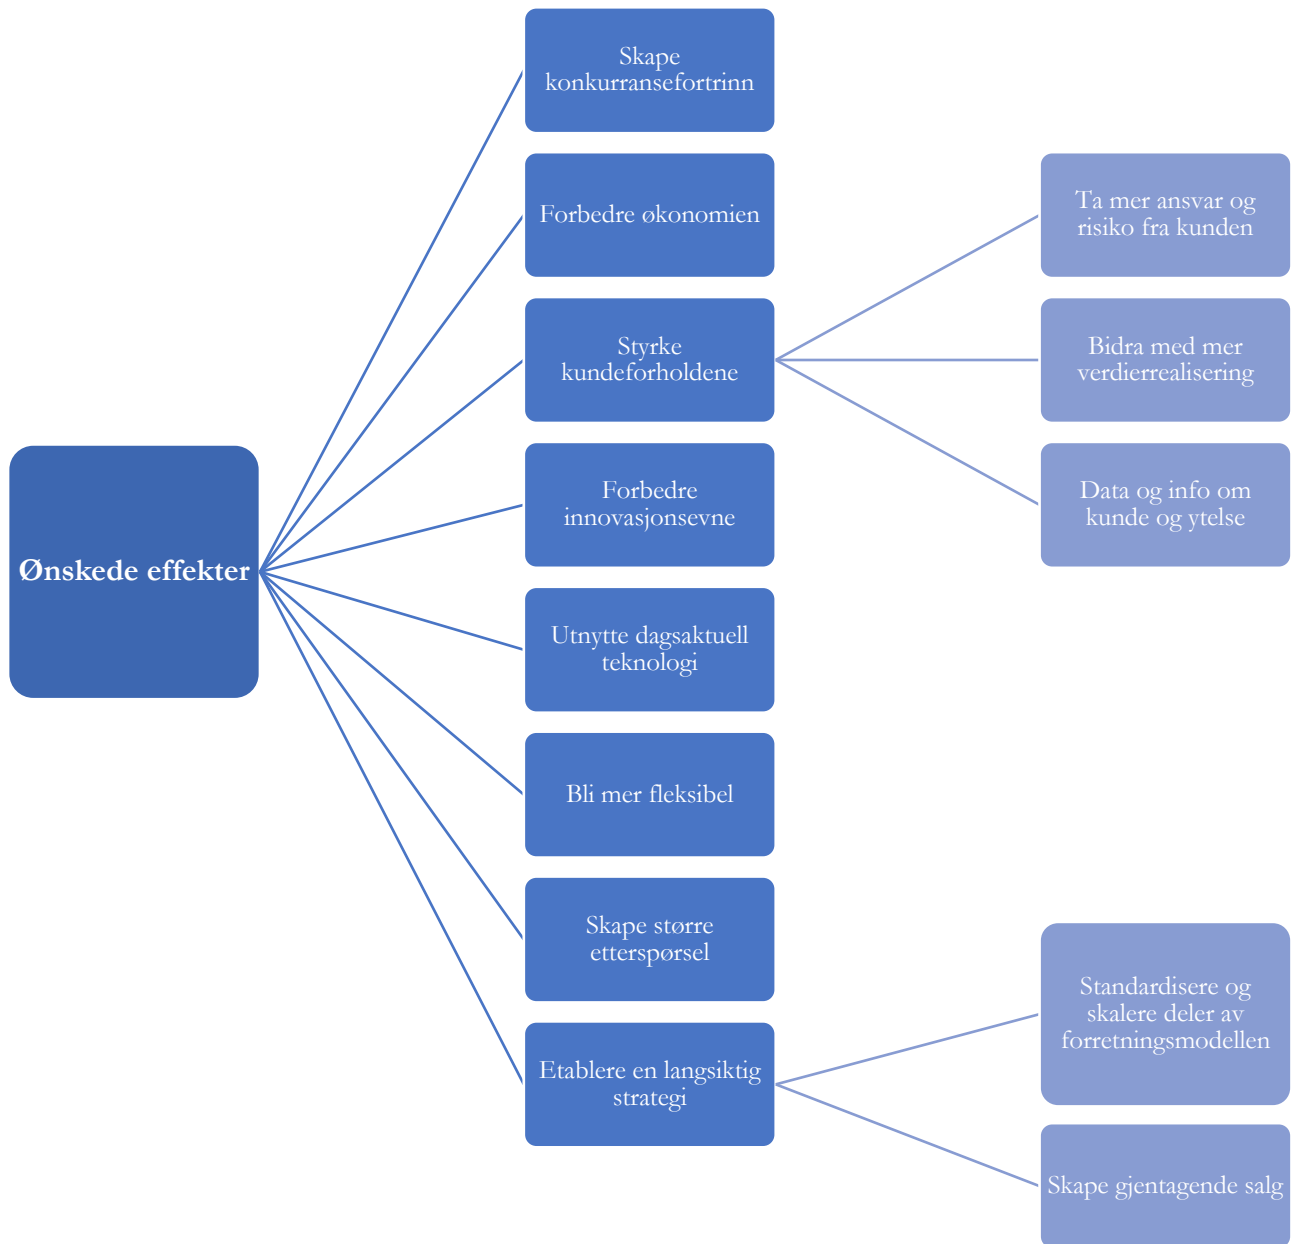 Ønskede effekter
Skape
konkurransefortrinn
Forbedre økonomien
Styrke
kundeforholdene
Ta mer ansvar og
risiko fra kunden
Bidra med mer
verdierrealisering
Data og info om
kunde og ytelse
Forbedre
innovasjonsevne
Utnytte dagsaktuell
teknologi
Bli mer fleksibel
Skape større
etterspørsel
Etablere en langsiktig
strategi
Standardisere og
skalere deler av
forretningsmodellen
Skape gjentagende salg